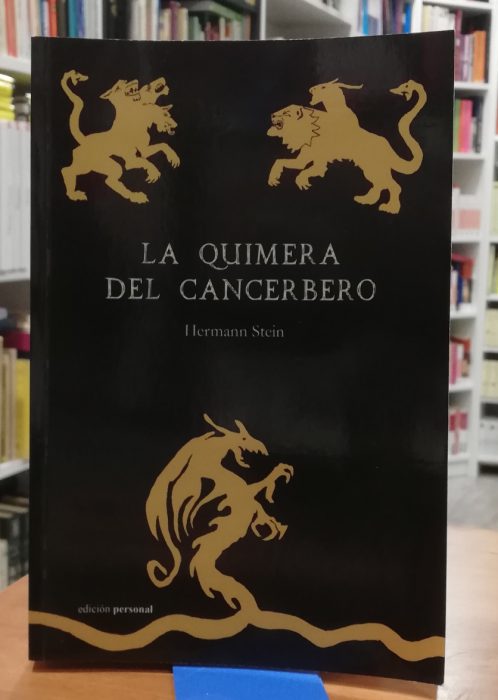 LA QUIMERA
DEL CANCERBERO
Hermann Stein
edición personal